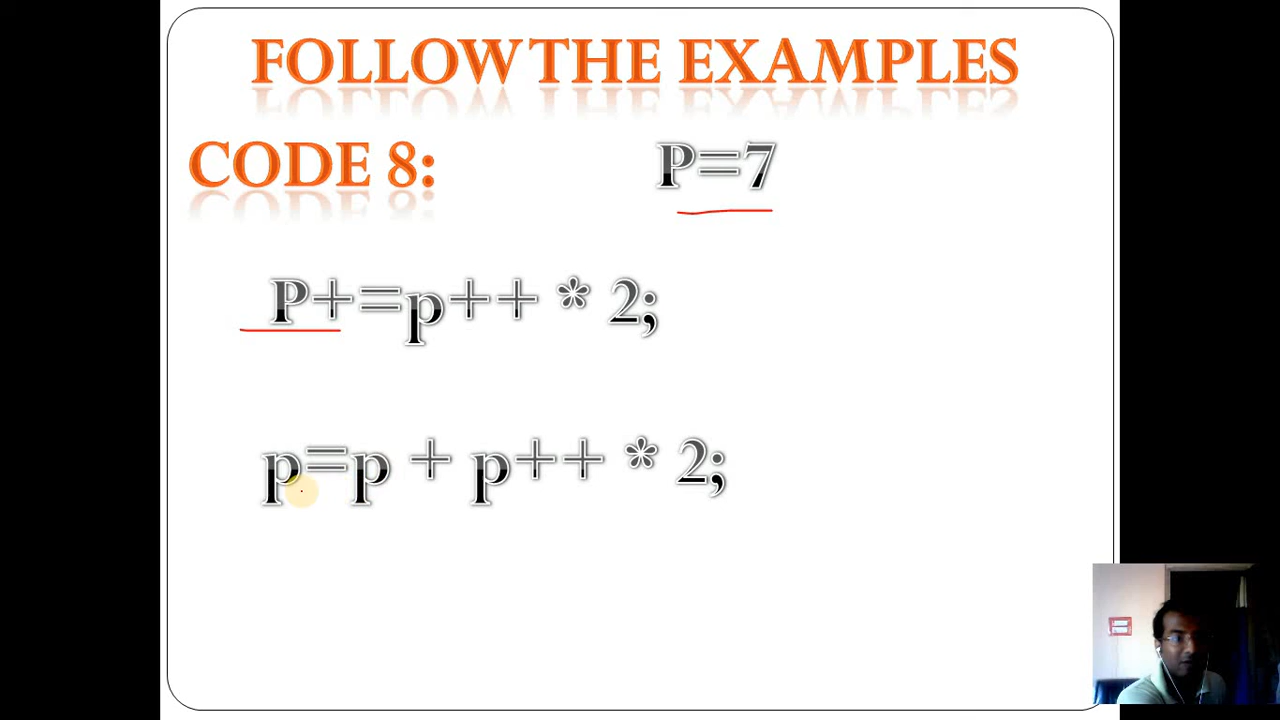 FOLLOW THE EXAMPLES
CODE 8: P=7
P+=p++ * 2;
p=p + p++ * 2;